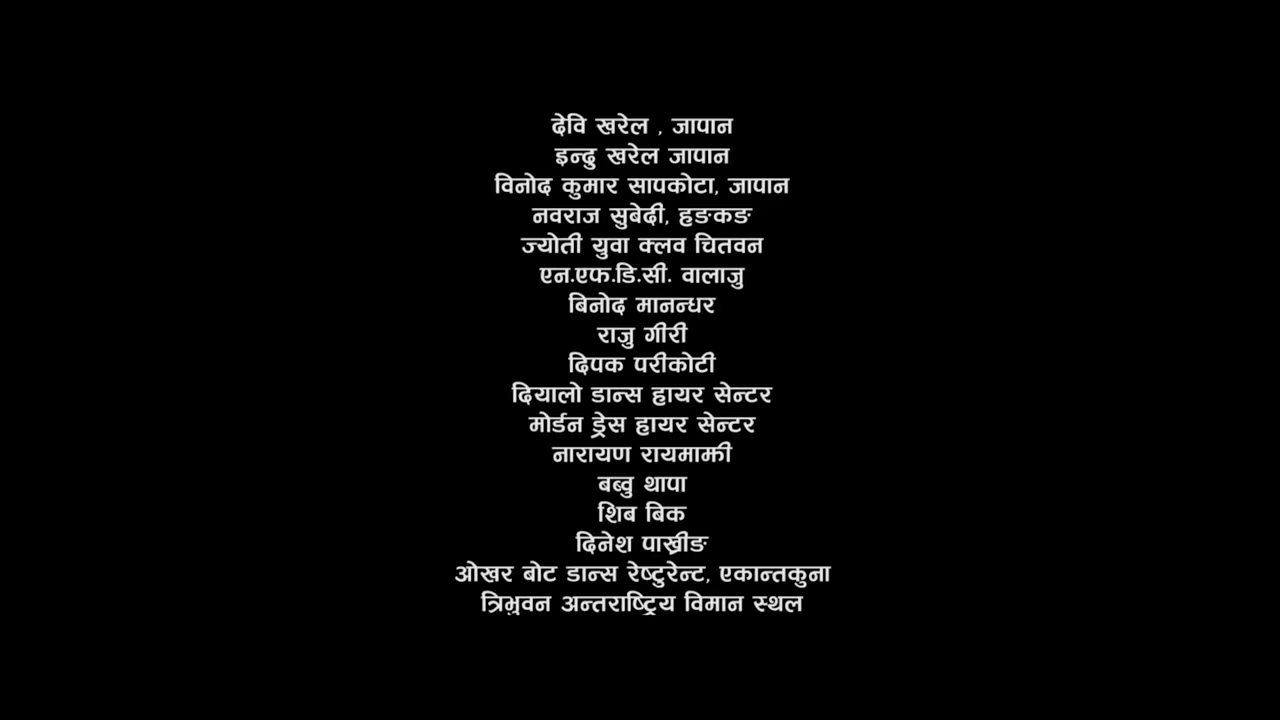 देवि खरेल , जापान
इन्दु खरेल जापान
विनोद कुमार सापकोटा, जापान
नवराज सुबेदी, हङकङ
ज्योती युवा क्लव चितवन
एन.एफ.डि.सी. वालाजु
बिनोद मानन्धर
राजु गीरी
दिपक परीकोटी
दियालो डान्स हायर सेन्टर
मोर्डन ड्रेस हायर सेन्टर
नारायण रायमाझी
बब्वु थापा
शिब बिक
दिनेश पाख्रीङ
ओखर बोट डान्स रेष्टुरेन्ट, एकान्तकुना
त्रिभुवन अन्तराष्ट्रिय विमान स्थल